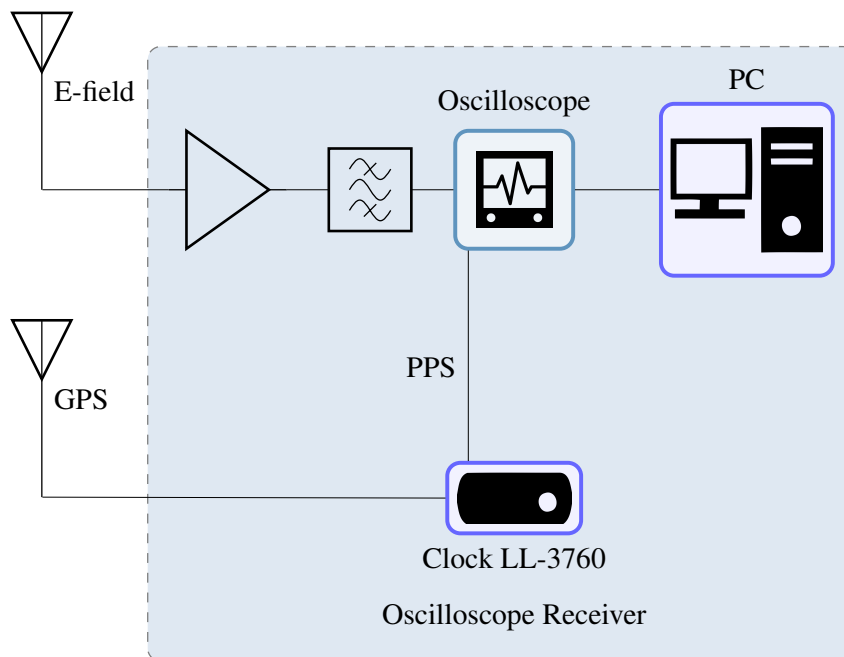 E-field
Oscilloscope
PC
PPS
GPS
Clock LL-3760
Oscilloscope Receiver